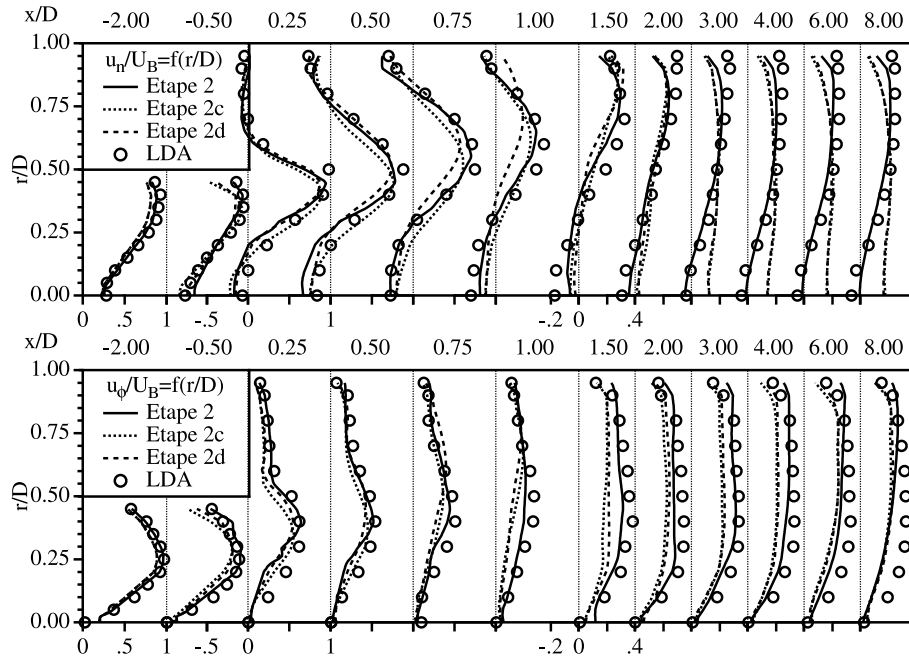 x/D
-2.00 -0.50 0.25 0.50 0.75 1.00 1.50 2.00 3.00 4.00 6.00 8.00
1.00
0.75
0.50
0.25
0.00
r/D
uₙ/U_B=f(r/D)
Etape 2
Etape 2c
Etape 2d
LDA
0 .5 1 -.5 0 1 -.2 0 .4
x/D
-2.00 -0.50 0.25 0.50 0.75 1.00 1.50 2.00 3.00 4.00 6.00 8.00
1.00
0.75
0.50
0.25
0.00
r/D
u_ϕ/U_B=f(r/D)
Etape 2
Etape 2c
Etape 2d
LDA
0 .5 1 -.5 0 1 -.2 0 .4